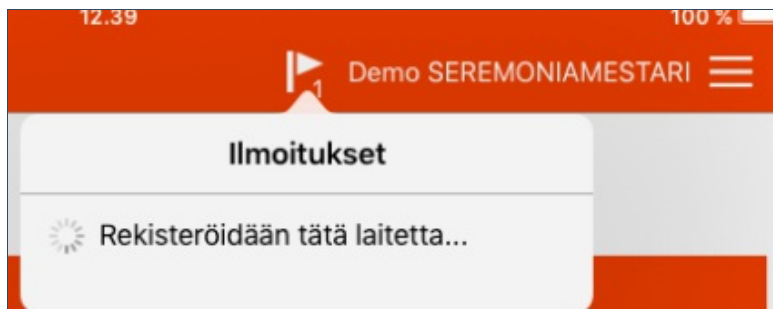 12.39 100 %
1 Demo SEREMONIAMESTARI
Ilmoitukset
Rekisteröidään tätä laitetta...